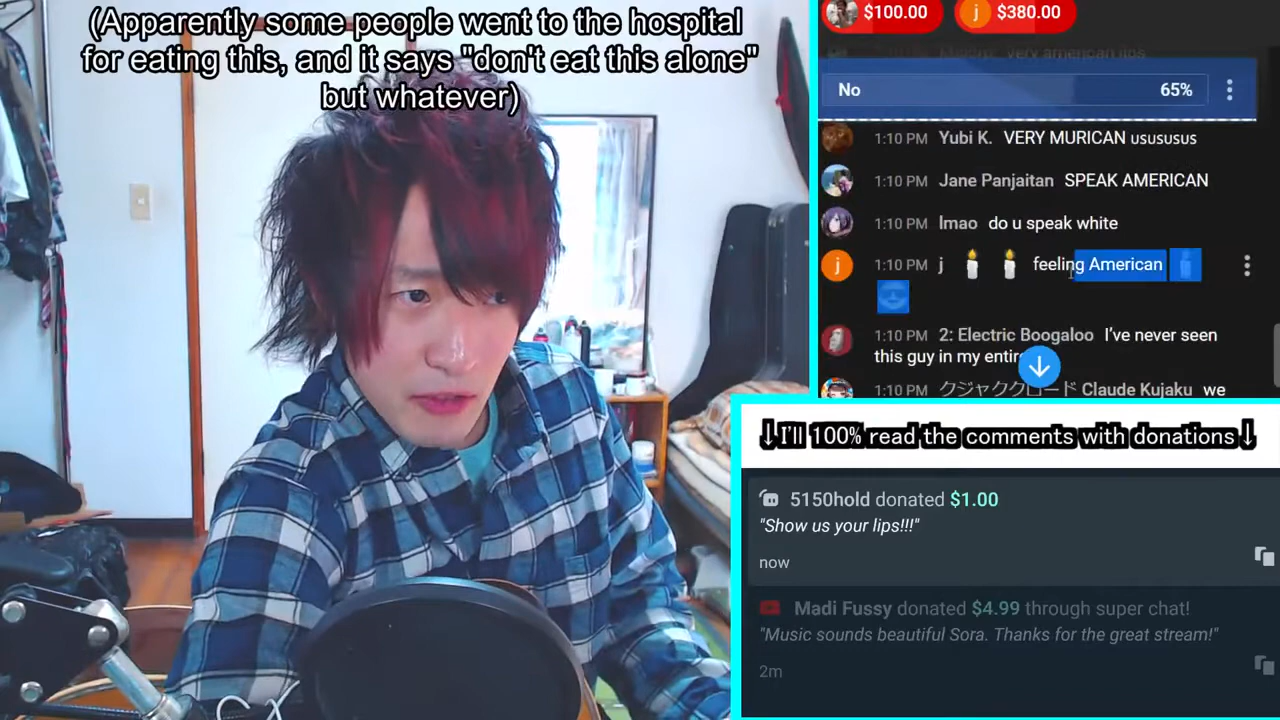 (Apparently some people went to the hospital
for eating this, and it says "don't eat this alone"
but whatever)
$100.00
j $380.00
very american lips
No 65%
1:10 PM Yubi K. VERY MURICAN usususus
1:10 PM Jane Panjaitan SPEAK AMERICAN
1:10 PM lmao do u speak white
j 1:10 PM j feeling American
1:10 PM 2: Electric Boogaloo I've never seen
this guy in my entire
1:10 PM クジャククロード Claude Kujaku we
↓I'll 100% read the comments with donations↓
5150hold donated $1.00
"Show us your lips!!!"
now
Madi Fussy donated $4.99 through super chat!
"Music sounds beautiful Sora. Thanks for the great stream!"
2m